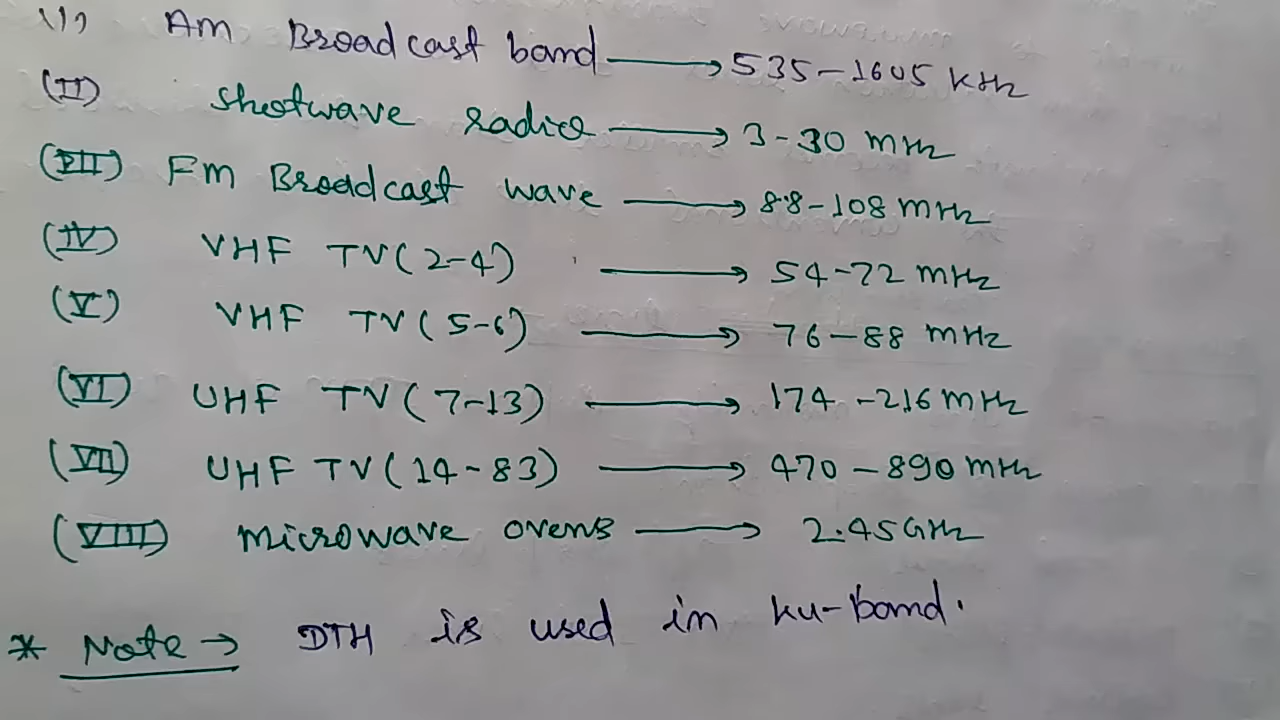 (I) Am Broadcast band → 535-1605 KHz
(II) Shotwave radio → 3-30 mHz
(III) Fm Broadcast wave → 88-108 mHz
(IV) VHF TV(2-4) → 54-72 mHz
(V) VHF TV(5-6) → 76-88 mHz
(VI) UHF TV(7-13) → 174-216 mHz
(VII) UHF TV(14-83) → 470-890 mHz
(VIII) microwave ovens → 2.45 GHz
* Note → DTH is used in ku-band.